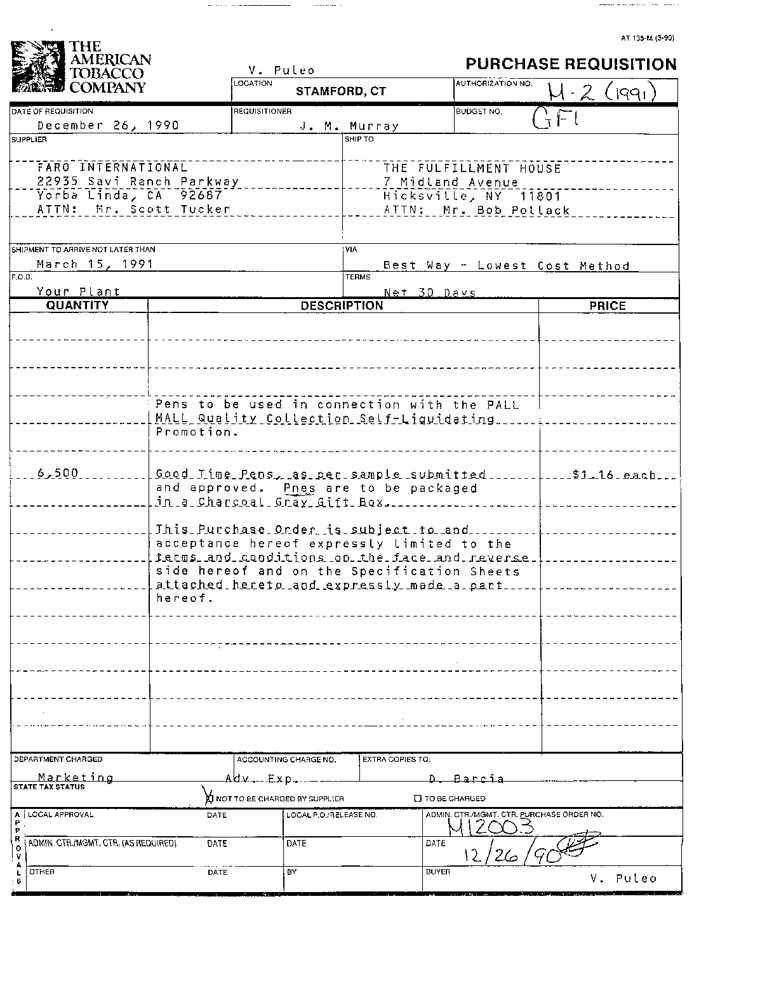 AT 135-M (3-90)
THE
AMERICAN
TOBACCO
COMPANY
V. Puleo
PURCHASE REQUISITION
LOCATION
STAMFORD, CT
AUTHORIZATION NO.
M-2 (1991)
DATE OF REQUISITION
December 26, 1990
REQUISITIONER
J. M. Murray
BUDGET NO.
GFI
SUPPLIER
FARO INTERNATIONAL
22935 Savi Ranch Parkway
Yorba Linda, CA 92687
ATTN: Mr. Scott Tucker
SHIP TO
THE FULFILLMENT HOUSE
7 Midland Avenue
Hicksville, NY 11801
ATTN: Mr. Bob Pollack
SHIPMENT TO ARRIVE NOT LATER THAN
March 15, 1991
VIA
Best Way - Lowest Cost Method
F.O.B.
Your Plant
TERMS
Net 30 Days
QUANTITY DESCRIPTION PRICE
Pens to be used in connection with the PALL
MALL Quality Collection Self-Liquidating
Promotion.
6,500 Good Time Pens, as per sample submitted $1.16 each
and approved. Pnes are to be packaged
in a Charcoal Gray Gift Box.
This Purchase Order is subject to and
acceptance hereof expressly limited to the
terms and conditions on the face and reverse
side hereof and on the Specification Sheets
attached hereto and expressly made a part
hereof.
DEPARTMENT CHARGED
Marketing
ACCOUNTING CHARGE NO.
Adv. Exp.
EXTRA COPIES TO:
D. Barcia
STATE TAX STATUS
X NOT TO BE CHARGED BY SUPPLIER
☐ TO BE CHARGED
APPROVALS
LOCAL APPROVAL DATE
LOCAL P.O./RELEASE NO.
ADMIN. CTR./MGMT. CTR. PURCHASE ORDER NO.
M12003
ADMIN. CTR./MGMT. CTR. (AS REQUIRED) DATE
DATE
DATE
12/26/90
OTHER DATE
BY
BUYER
V. Puleo